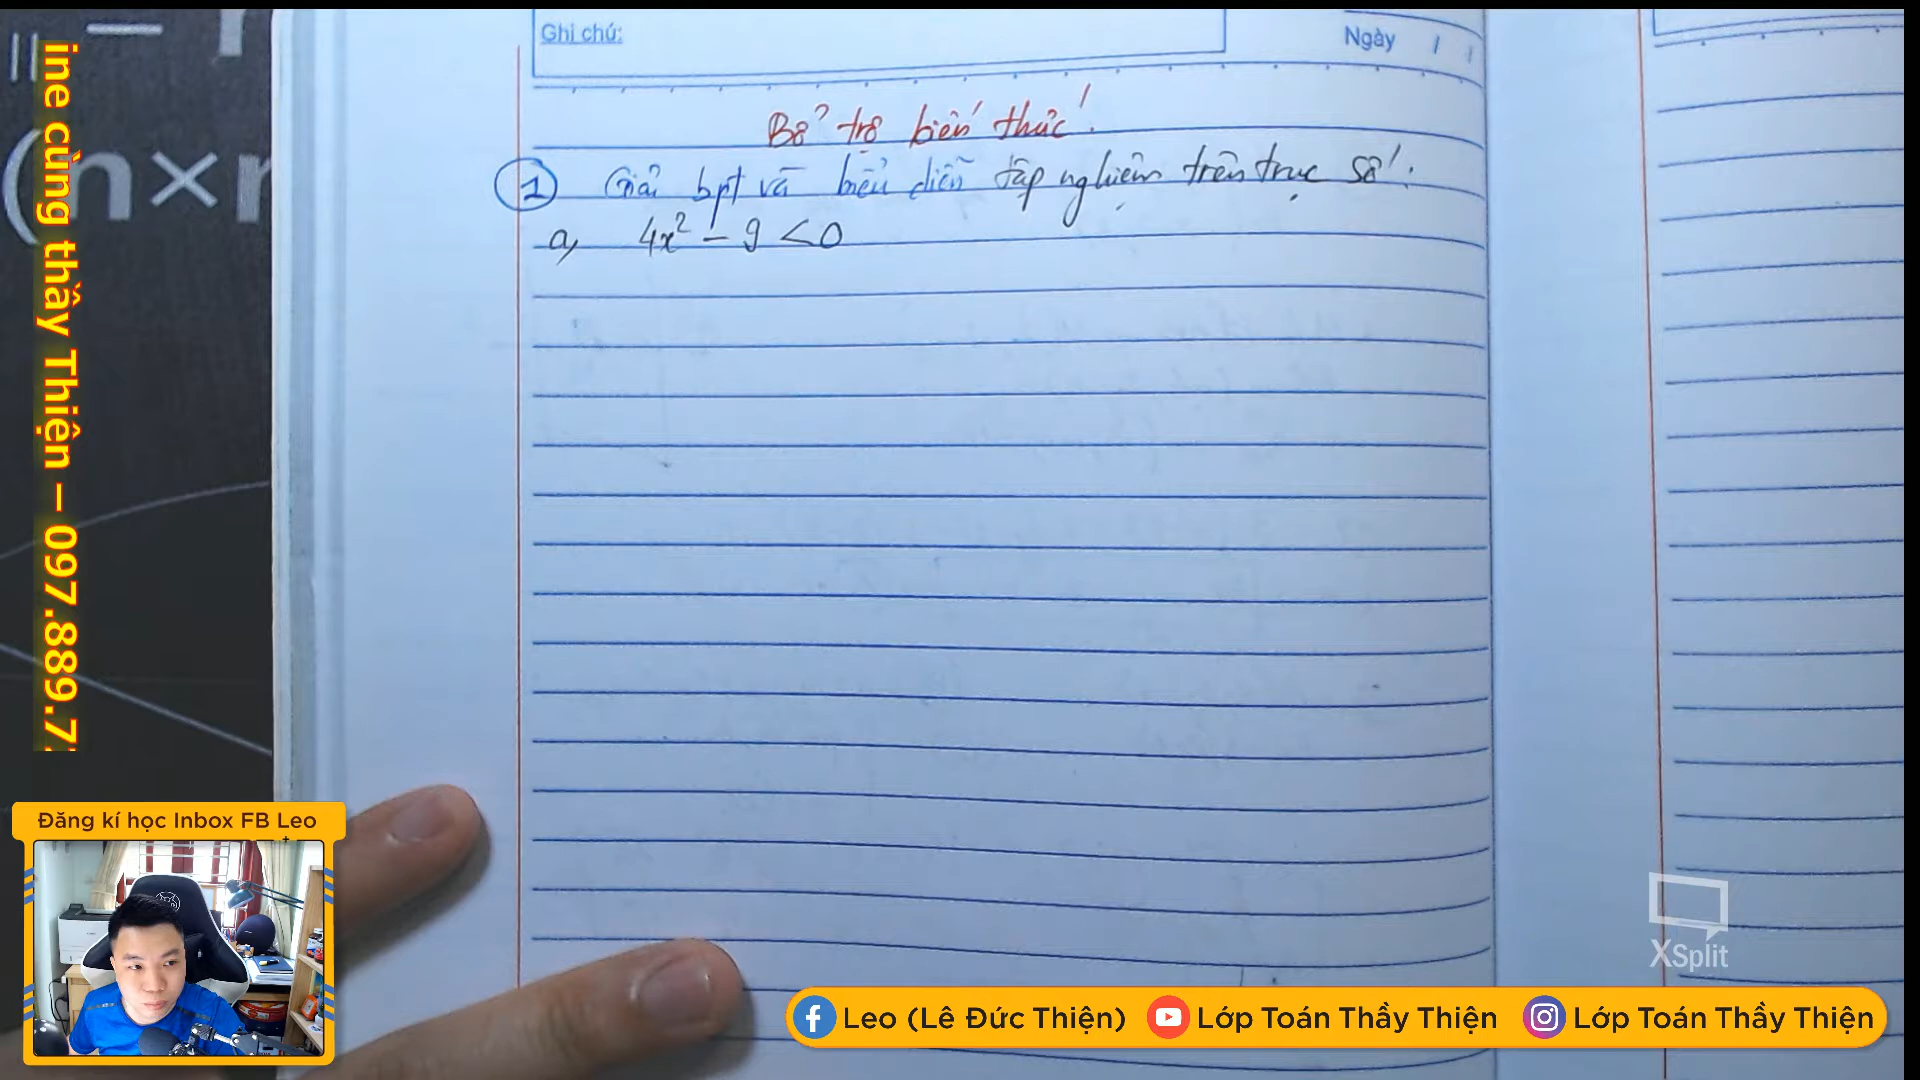 Ghi chú:
Ngày / /
Bổ trợ kiến thức!
1 Giải bpt và biểu diễn tập nghiệm trên trục số:
a, 4x² - 9 < 0
ine cùng thầy Thiện – 097.889.7
(n×n
Đăng kí học Inbox FB Leo
XSplit
Leo (Lê Đức Thiện) Lớp Toán Thầy Thiện Lớp Toán Thầy Thiện